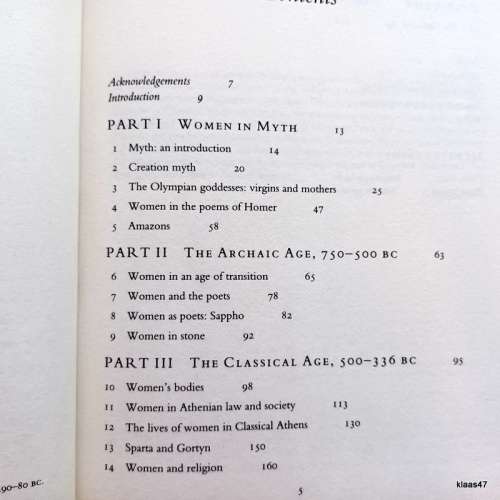 Acknowledgements 7
Introduction 9
PART I WOMEN IN MYTH 13
1 Myth: an introduction 14
2 Creation myth 20
3 The Olympian goddesses: virgins and mothers 25
4 Women in the poems of Homer 47
5 Amazons 58
PART II THE ARCHAIC AGE, 750–500 BC 63
6 Women in an age of transition 65
7 Women and the poets 78
8 Women as poets: Sappho 82
9 Women in stone 92
PART III THE CLASSICAL AGE, 500–336 BC 95
10 Women's bodies 98
11 Women in Athenian law and society 113
12 The lives of women in Classical Athens 130
13 Sparta and Gortyn 150
14 Women and religion 160
5
90–80 BC.
klaas47